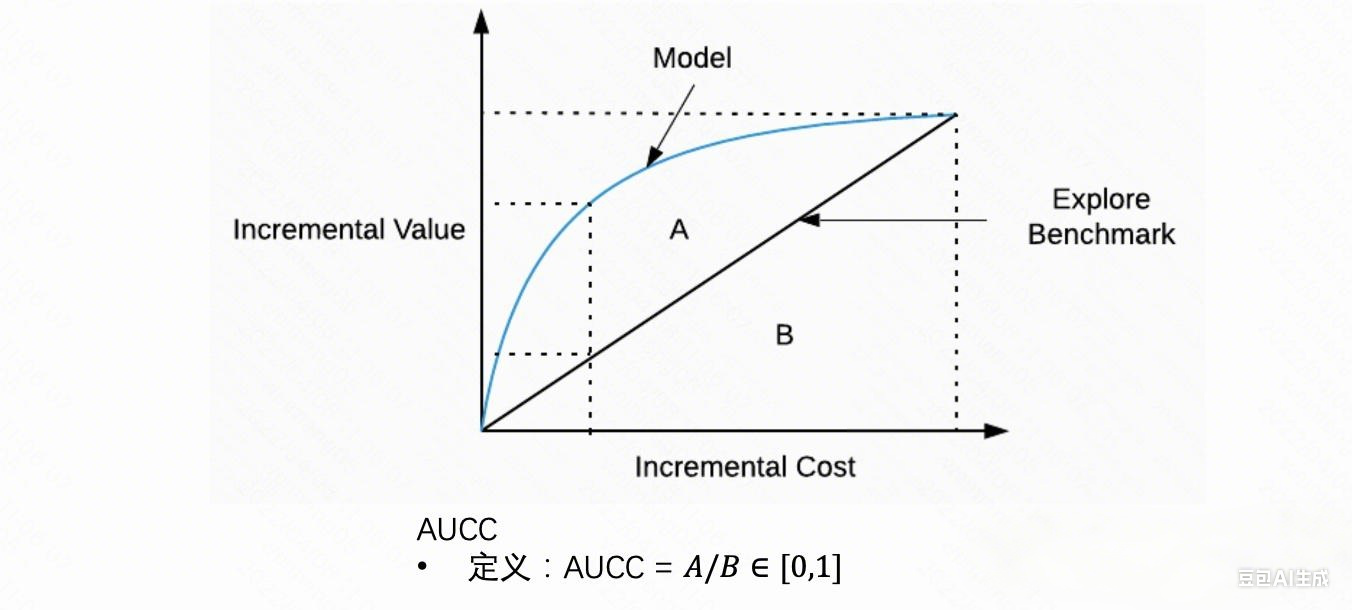 Model
Incremental Value
A
Explore
Benchmark
B
Incremental Cost
AUCC
• 定义：AUCC = A/B ∈ [0,1]
豆包AI生成